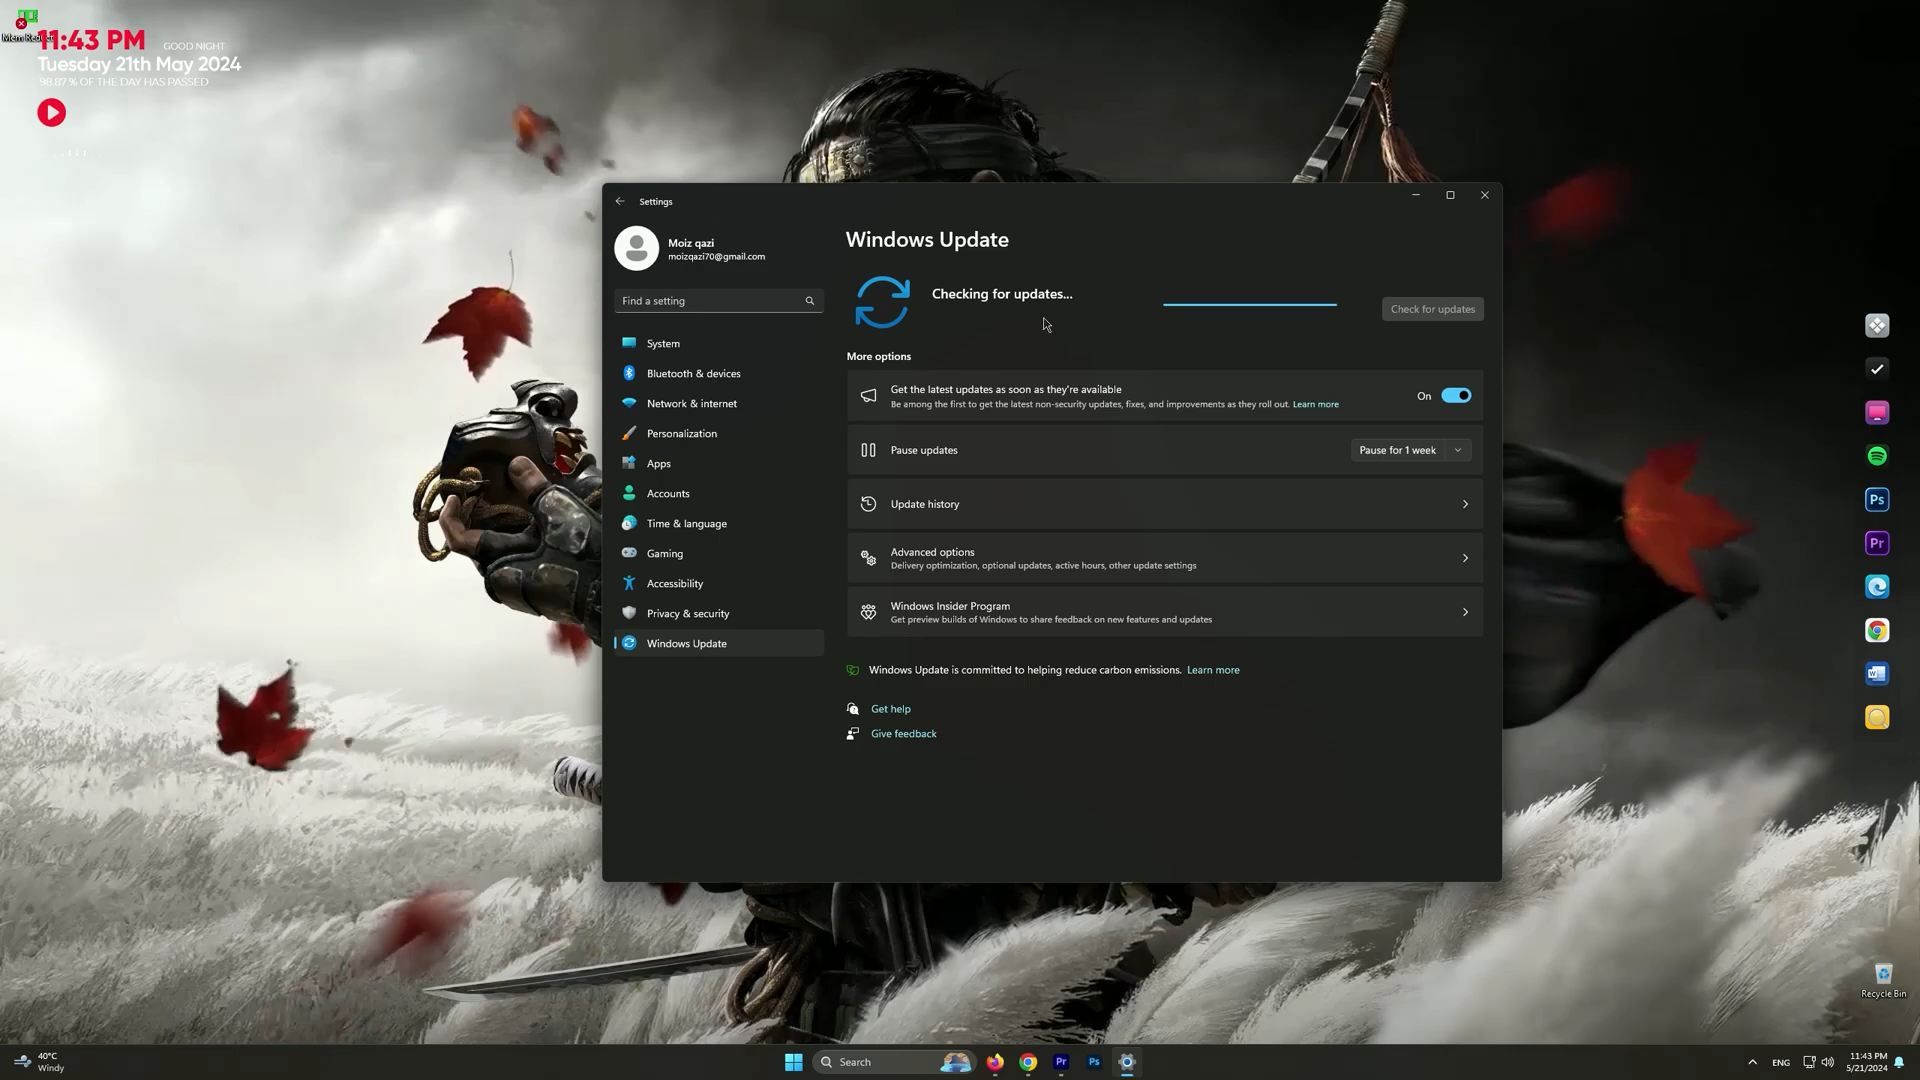 Mem Re
11:43 PM
GOOD NIGHT
Tuesday 21th May 2024
98.87 % OF THE DAY HAS PASSED
Settings
Moiz qazi
moizqazi70@gmail.com
Find a setting
System
Bluetooth & devices
Network & internet
Personalization
Apps
Accounts
Time & language
Gaming
Accessibility
Privacy & security
Windows Update
Windows Update
Checking for updates...
Check for updates
More options
Get the latest updates as soon as they're available
Be among the first to get the latest non-security updates, fixes, and improvements as they roll out. Learn more
On
Pause updates
Pause for 1 week
Update history
Advanced options
Delivery optimization, optional updates, active hours, other update settings
Windows Insider Program
Get preview builds of Windows to share feedback on new features and updates
Windows Update is committed to helping reduce carbon emissions. Learn more
Get help
Give feedback
Ps
Pr
W
Recycle Bin
40°C
Windy
Search
Pr
Ps
ENG
11:43 PM
5/21/2024